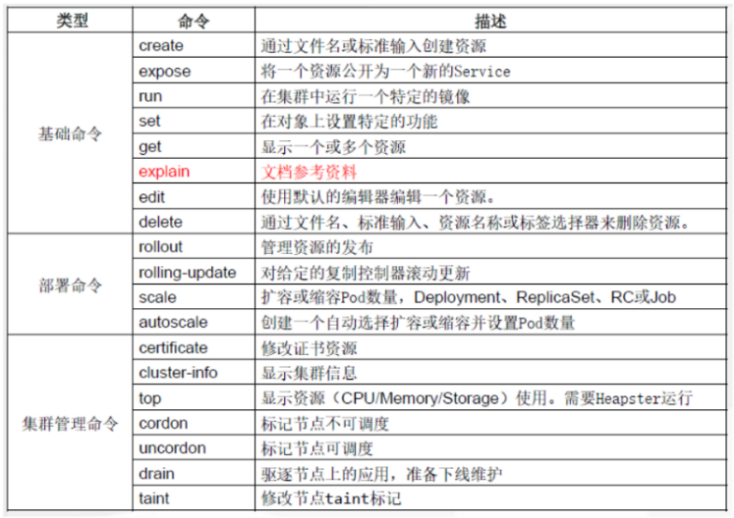 类型 命令 描述
基础命令
create 通过文件名或标准输入创建资源
expose 将一个资源公开为一个新的Service
run 在集群中运行一个特定的镜像
set 在对象上设置特定的功能
get 显示一个或多个资源
explain 文档参考资料
edit 使用默认的编辑器编辑一个资源。
delete 通过文件名、标准输入、资源名称或标签选择器来删除资源。
部署命令
rollout 管理资源的发布
rolling-update 对给定的复制控制器滚动更新
scale 扩容或缩容Pod数量，Deployment、ReplicaSet、RC或Job
autoscale 创建一个自动选择扩容或缩容并设置Pod数量
集群管理命令
certificate 修改证书资源
cluster-info 显示集群信息
top 显示资源（CPU/Memory/Storage）使用。需要Heapster运行
cordon 标记节点不可调度
uncordon 标记节点可调度
drain 驱逐节点上的应用，准备下线维护
taint 修改节点taint标记